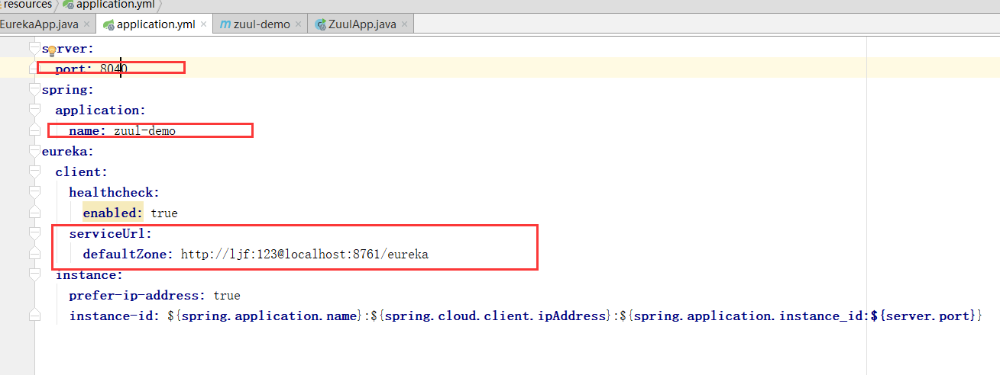 resources application.yml
EurekaApp.java × application.yml × m zuul-demo × ZuulApp.java ×
server:
port: 8040
spring:
application:
name: zuul-demo
eureka:
client:
healthcheck:
enabled: true
serviceUrl:
defaultZone: http://ljf:123@localhost:8761/eureka
instance:
prefer-ip-address: true
instance-id: ${spring.application.name}:${spring.cloud.client.ipAddress}:${spring.application.instance_id:${server.port}}